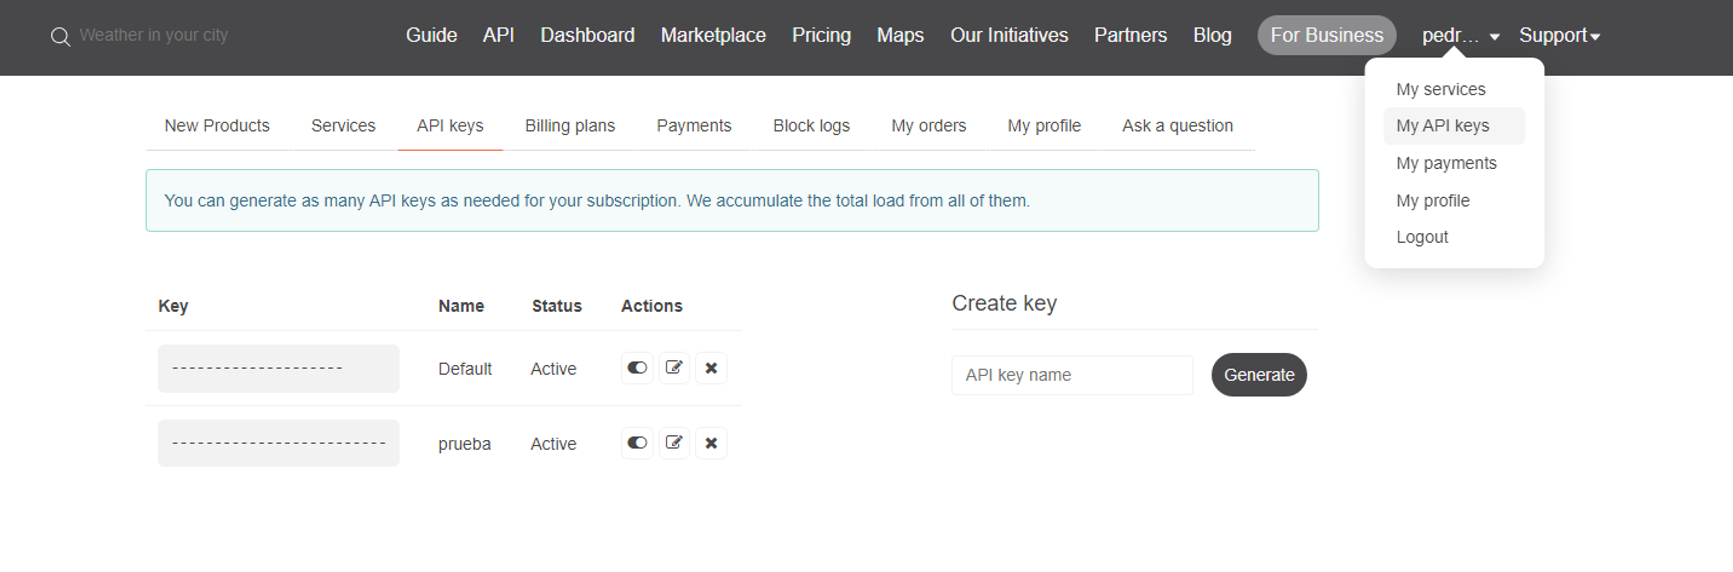 Weather in your city Guide API Dashboard Marketplace Pricing Maps Our Initiatives Partners Blog For Business pedr... Support
My services
My API keys
My payments
My profile
Logout
New Products Services API keys Billing plans Payments Block logs My orders My profile Ask a question
You can generate as many API keys as needed for your subscription. We accumulate the total load from all of them.
Key Name Status Actions
-------------------- Default Active
------------------------- prueba Active
Create key
API key name Generate